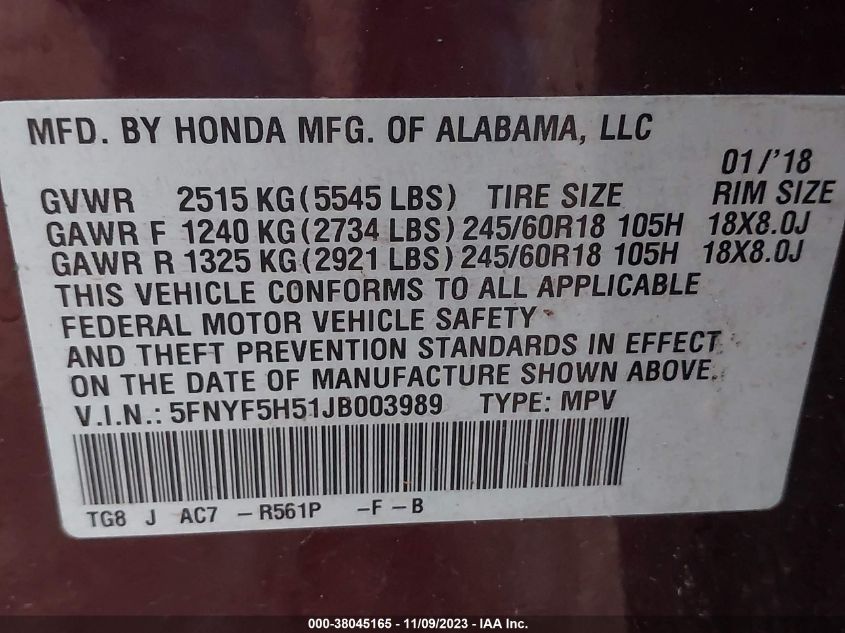 MFD. BY HONDA MFG. OF ALABAMA, LLC
01/'18
GVWR 2515 KG (5545 LBS) TIRE SIZE RIM SIZE
GAWR F 1240 KG (2734 LBS) 245/60R18 105H 18X8.0J
GAWR R 1325 KG (2921 LBS) 245/60R18 105H 18X8.0J
THIS VEHICLE CONFORMS TO ALL APPLICABLE
FEDERAL MOTOR VEHICLE SAFETY
AND THEFT PREVENTION STANDARDS IN EFFECT
ON THE DATE OF MANUFACTURE SHOWN ABOVE.
V.I.N.: 5FNYF5H51JB003989 TYPE: MPV
TG8 J AC7 - R561P - F - B
000-38045165 - 11/09/2023 - IAA Inc.